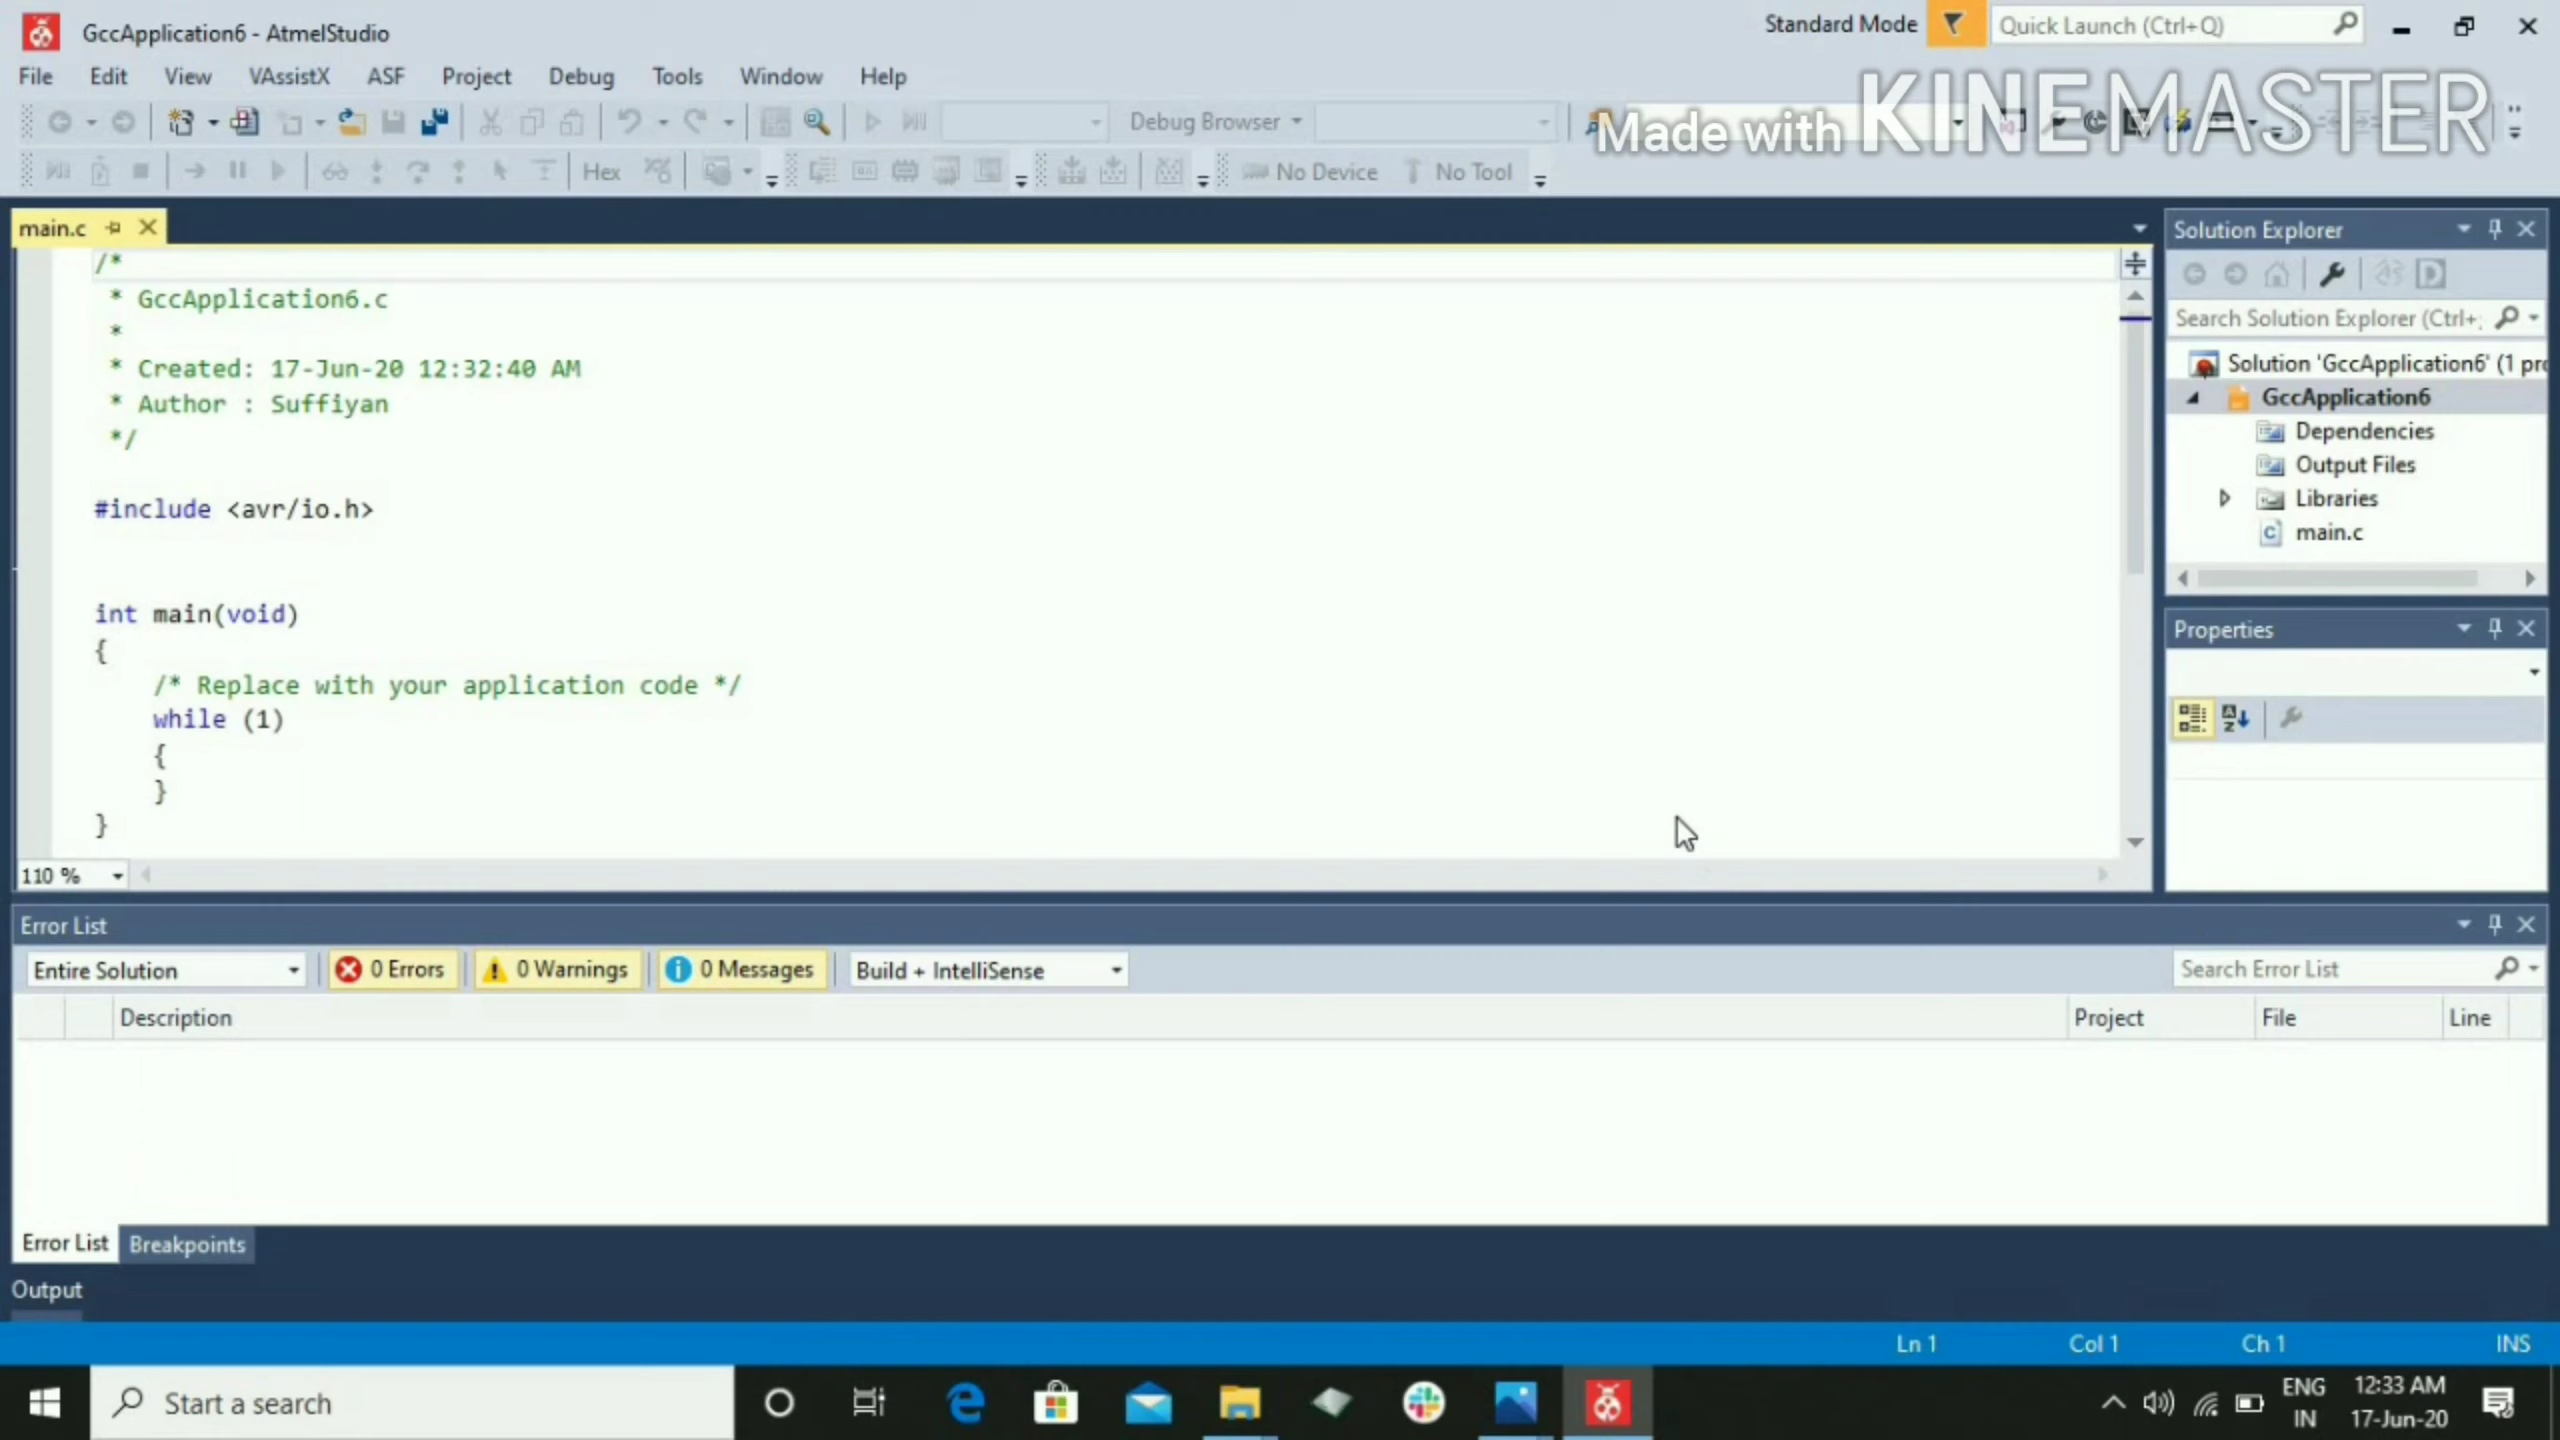 GccApplication6 - AtmelStudio
Standard Mode
Quick Launch (Ctrl+Q)
File Edit View VAssistX ASF Project Debug Tools Window Help
Made with KINEMASTER
Debug Browser
Hex
No Device
No Tool
main.c
/*
* GccApplication6.c
*
* Created: 17-Jun-20 12:32:40 AM
* Author : Suffiyan
*/
#include <avr/io.h>
int main(void)
{
/* Replace with your application code */
while (1)
{
}
}
110 %
Solution Explorer
Search Solution Explorer (Ctrl+;
Solution 'GccApplication6' (1 pro
GccApplication6
Dependencies
Output Files
Libraries
main.c
Properties
Error List
Entire Solution
0 Errors
0 Warnings
0 Messages
Build + IntelliSense
Search Error List
Description Project File Line
Error List Breakpoints
Output
Ln 1 Col 1 Ch 1 INS
Start a search
ENG
IN
12:33 AM
17-Jun-20